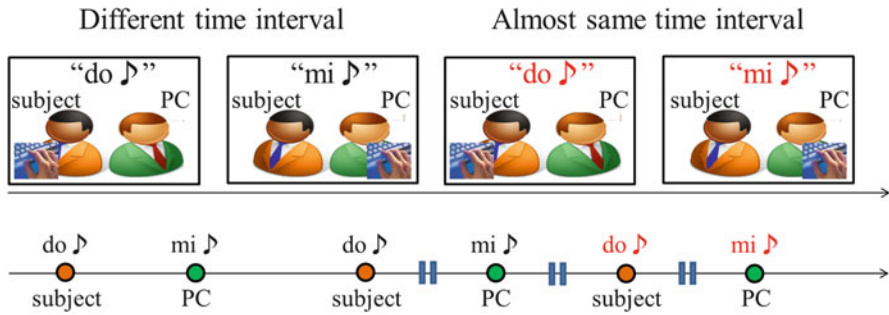 Different time interval Almost same time interval
“do ♪” “mi ♪” “do ♪” “mi ♪”
subject PC subject PC subject PC subject PC
do ♪ mi ♪ do ♪ mi ♪ do ♪ mi ♪
subject PC subject PC subject PC